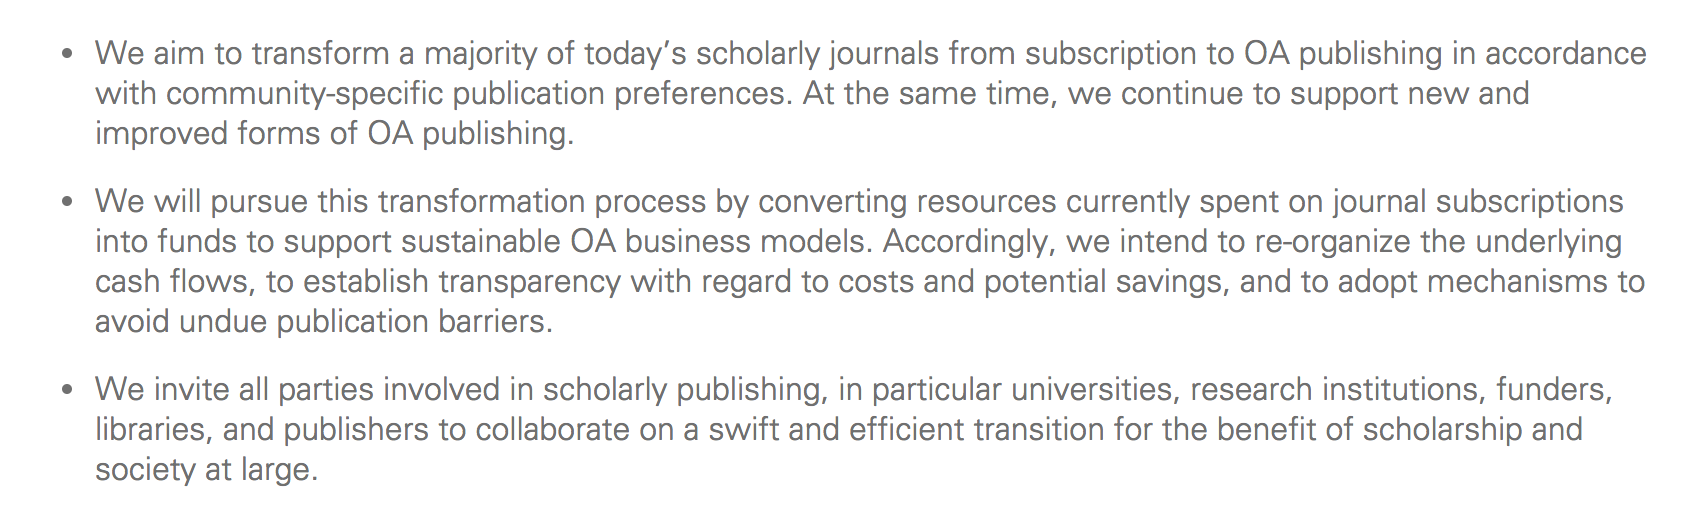 • We aim to transform a majority of today’s scholarly journals from subscription to OA publishing in accordance
with community-specific publication preferences. At the same time, we continue to support new and
improved forms of OA publishing.
• We will pursue this transformation process by converting resources currently spent on journal subscriptions
into funds to support sustainable OA business models. Accordingly, we intend to re-organize the underlying
cash flows, to establish transparency with regard to costs and potential savings, and to adopt mechanisms to
avoid undue publication barriers.
• We invite all parties involved in scholarly publishing, in particular universities, research institutions, funders,
libraries, and publishers to collaborate on a swift and efficient transition for the benefit of scholarship and
society at large.